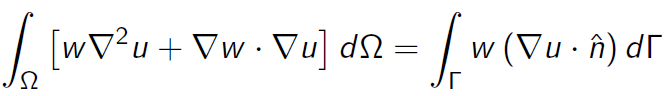 ∫_Ω [w∇²u + ∇w · ∇u] dΩ = ∫_Γ w (∇u · n̂) dΓ